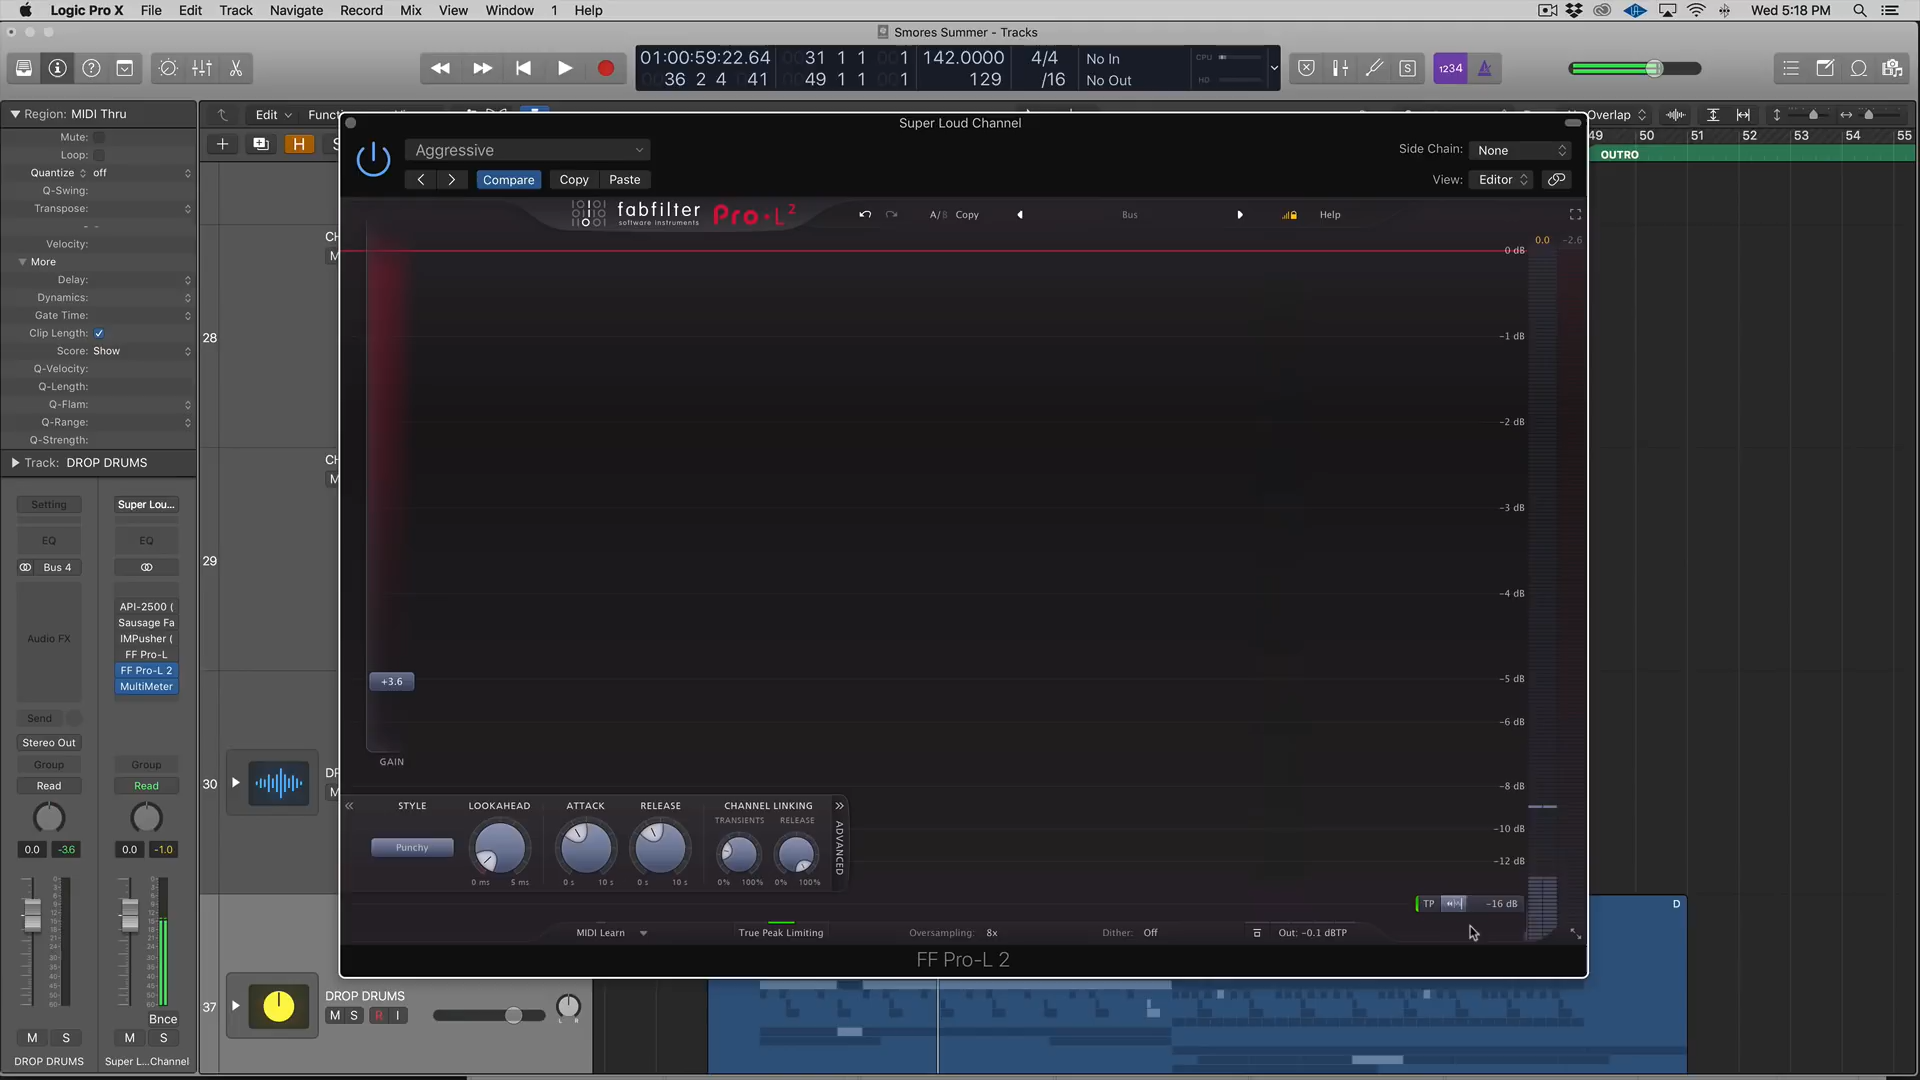 Logic Pro X File Edit Track Navigate Record Mix View Window 1 Help
Wed 5:18 PM
Smores Summer - Tracks
01:00:59:22.64 31 1 1 1 142.0000 4/4 No In
36 2 4 41 49 1 1 1 129 /16 No Out
CPU
HD
1234
Region: MIDI Thru
Mute:
Loop:
Quantize off
Q-Swing:
Transpose:
Velocity:
More
Delay:
Dynamics:
Gate Time:
Clip Length:
Score: Show
Q-Velocity:
Q-Length:
Q-Flam:
Q-Range:
Q-Strength:
Track: DROP DRUMS
Setting
Super Lou...
EQ
EQ
Bus 4
Audio FX
API-2500 (
Sausage Fa
IMPusher (
FF Pro-L
FF Pro-L 2
MultiMeter
Send
Stereo Out
Group
Group
Read
Read
0.0 -3.6
0.0 -1.0
Bnce
M S
M S
DROP DRUMS
Super L...Channel
Edit
H
28
29
30
37
DROP DRUMS
M S R I
L R
Overlap
49 50 51 52 53 54 55
OUTRO
D
Super Loud Channel
Aggressive
Side Chain: None
Compare Copy Paste
View: Editor
fabfilter
software instruments
Pro·L 2
A/B Copy
Bus
Help
0.0 -2.6
0 dB
-1 dB
-2 dB
-3 dB
-4 dB
-5 dB
-6 dB
-8 dB
-10 dB
-12 dB
+3.6
GAIN
STYLE LOOKAHEAD ATTACK RELEASE CHANNEL LINKING
TRANSIENTS RELEASE
Punchy
0 ms 5 ms
0 s 10 s
0 s 10 s
0% 100%
0% 100%
ADVANCED
TP -16 dB
MIDI Learn
True Peak Limiting
Oversampling: 8x
Dither: Off
Out: -0.1 dBTP
FF Pro-L 2